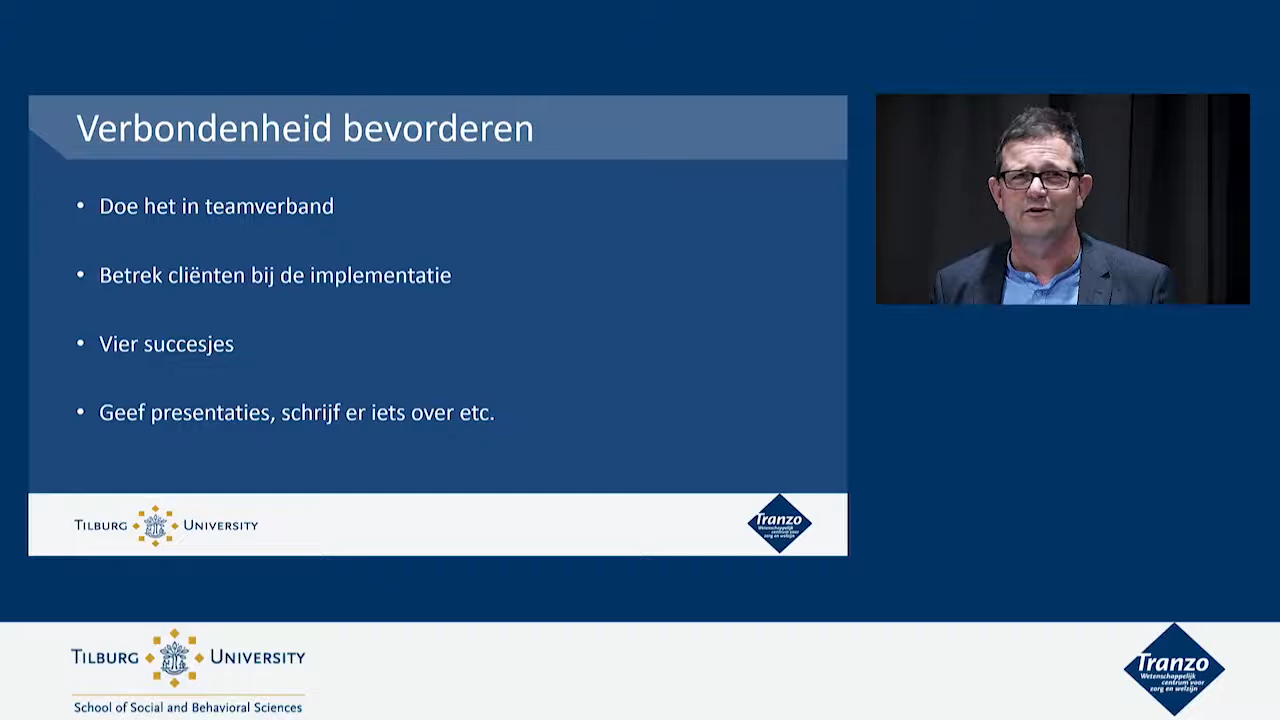 Verbondenheid bevorderen
• Doe het in teamverband
• Betrek cliënten bij de implementatie
• Vier succesjes
• Geef presentaties, schrijf er iets over etc.
TILBURG UNIVERSITY
Tranzo
Wetenschappelijk
centrum voor
zorg en welzijn
TILBURG UNIVERSITY
School of Social and Behavioral Sciences
Tranzo
Wetenschappelijk
centrum voor
zorg en welzijn